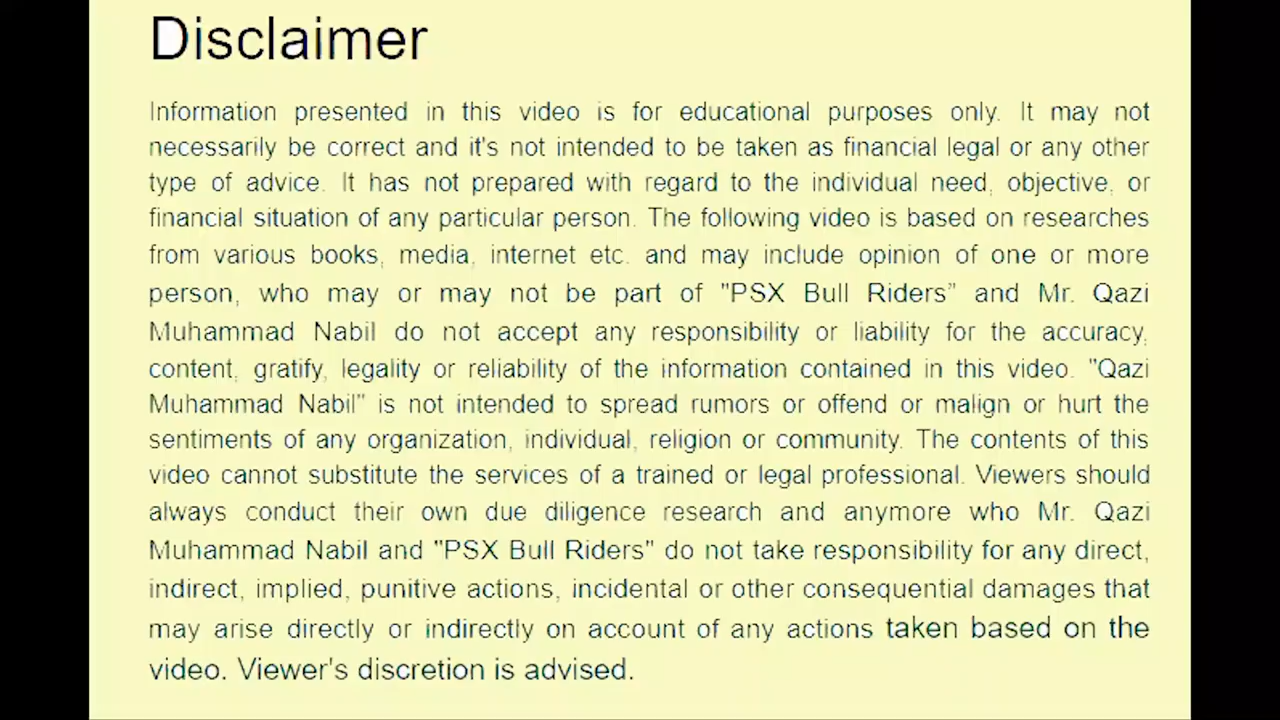 Disclaimer
Information presented in this video is for educational purposes only. It may not
necessarily be correct and it's not intended to be taken as financial legal or any other
type of advice. It has not prepared with regard to the individual need, objective, or
financial situation of any particular person. The following video is based on researches
from various books, media, internet etc. and may include opinion of one or more
person, who may or may not be part of "PSX Bull Riders" and Mr. Qazi
Muhammad Nabil do not accept any responsibility or liability for the accuracy,
content, gratify, legality or reliability of the information contained in this video. "Qazi
Muhammad Nabil" is not intended to spread rumors or offend or malign or hurt the
sentiments of any organization, individual, religion or community. The contents of this
video cannot substitute the services of a trained or legal professional. Viewers should
always conduct their own due diligence research and anymore who Mr. Qazi
Muhammad Nabil and "PSX Bull Riders" do not take responsibility for any direct,
indirect, implied, punitive actions, incidental or other consequential damages that
may arise directly or indirectly on account of any actions taken based on the
video. Viewer's discretion is advised.